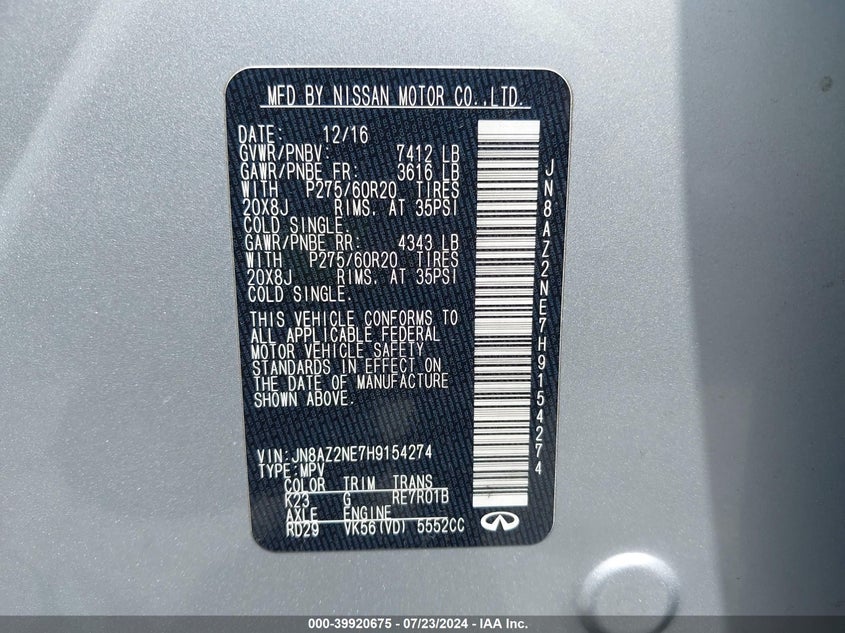 MFD BY NISSAN MOTOR CO.,LTD.
DATE: 12/16
GVWR/PNBV: 7412 LB
GAWR/PNBE FR: 3616 LB
WITH P275/60R20 TIRES
20X8J RIMS, AT 35PSI
COLD SINGLE.
GAWR/PNBE RR: 4343 LB
WITH P275/60R20 TIRES
20X8J RIMS, AT 35PSI
COLD SINGLE.
THIS VEHICLE CONFORMS TO
ALL APPLICABLE FEDERAL
MOTOR VEHICLE SAFETY
STANDARDS IN EFFECT ON
THE DATE OF MANUFACTURE
SHOWN ABOVE.
VIN:JN8AZ2NE7H9154274
TYPE:MPV
COLOR TRIM TRANS
K23 G RE7R01B
AXLE ENGINE
RD29 VK56(VD) 5552CC
JN8AZ2NE7H9154274
000-39920675 - 07/23/2024 - IAA Inc.